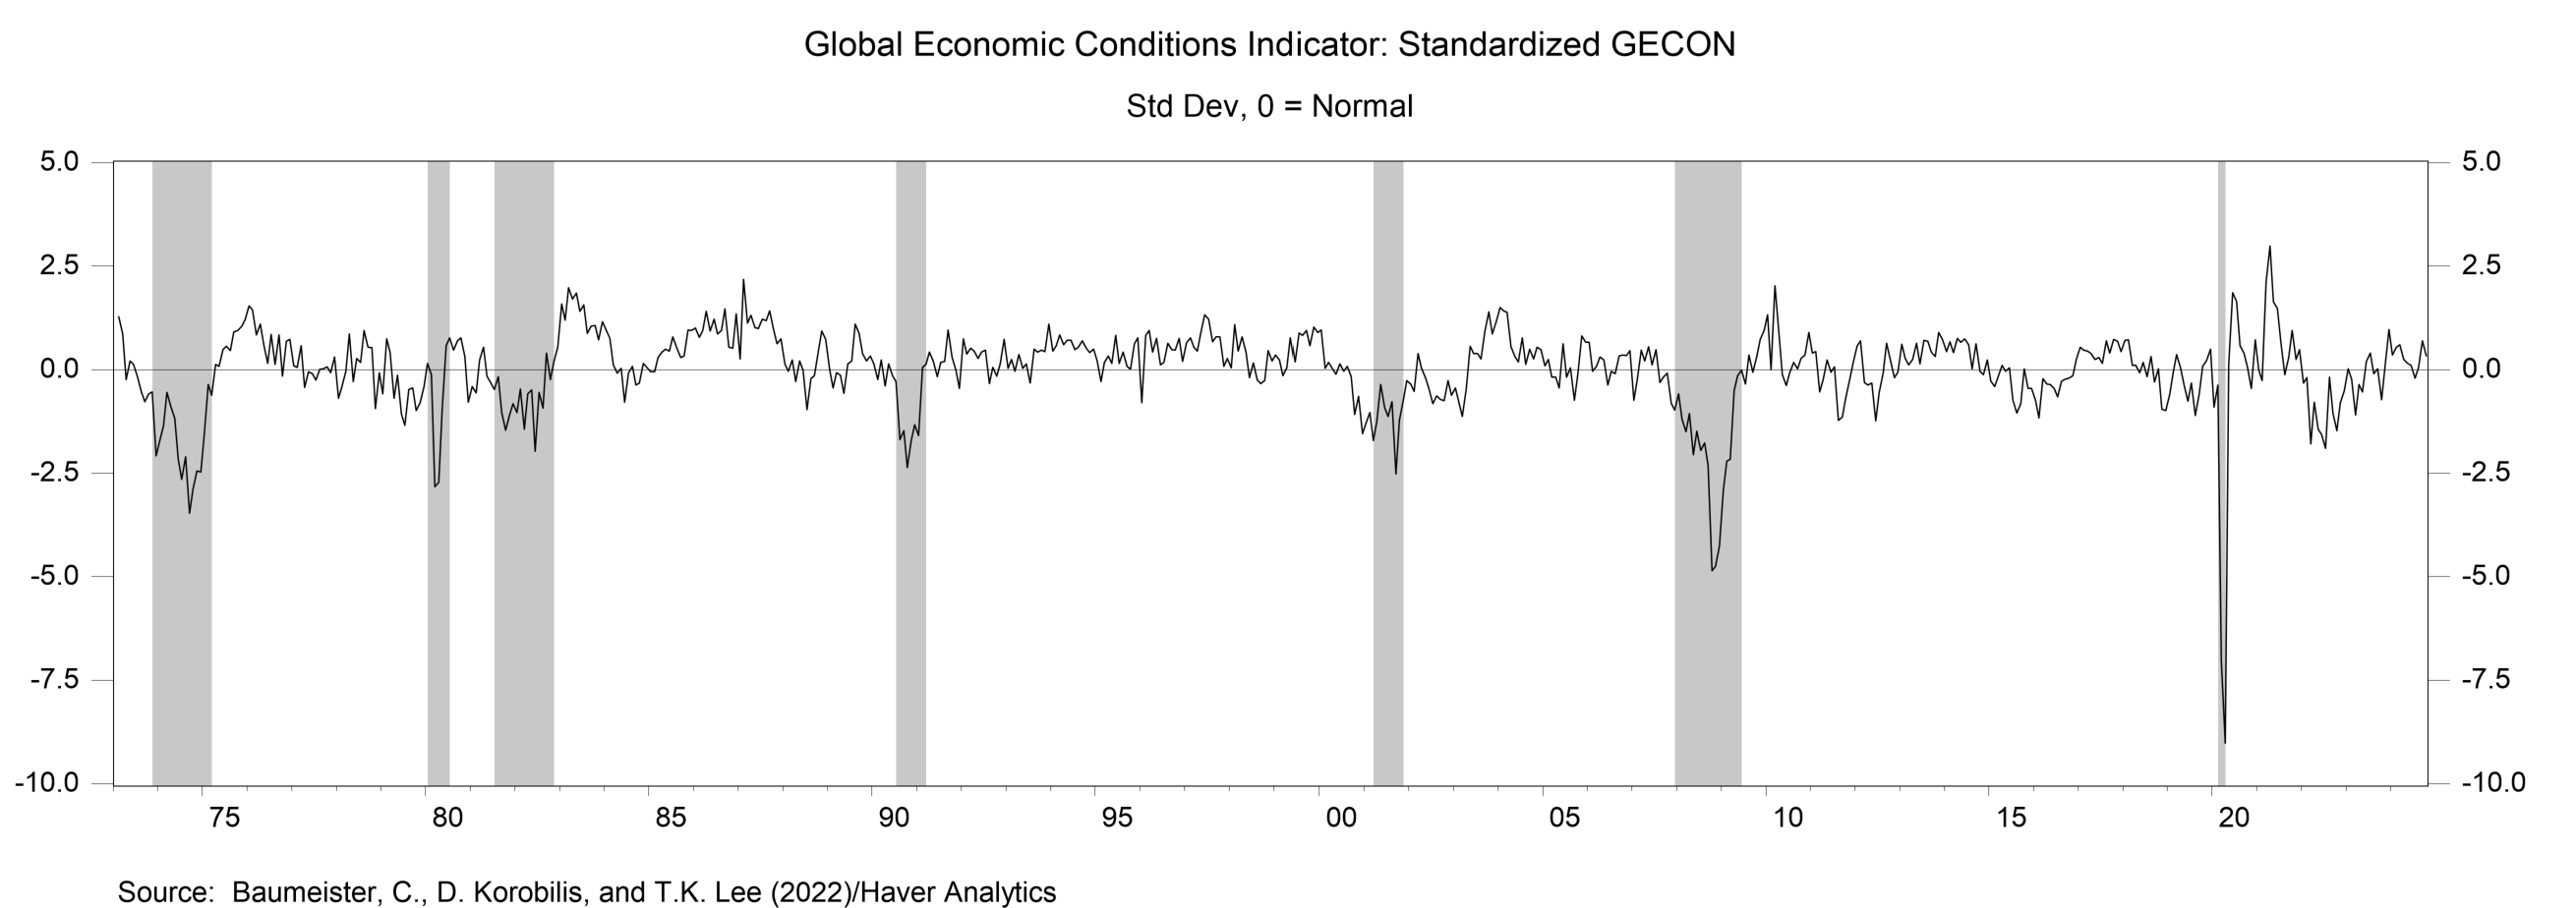 Global Economic Conditions Indicator: Standardized GECON
Std Dev, 0 = Normal
5.0 5.0
2.5 2.5
0.0 0.0
-2.5 -2.5
-5.0 -5.0
-7.5 -7.5
-10.0 -10.0
75 80 85 90 95 00 05 10 15 20
Source:  Baumeister, C., D. Korobilis, and T.K. Lee (2022)/Haver Analytics